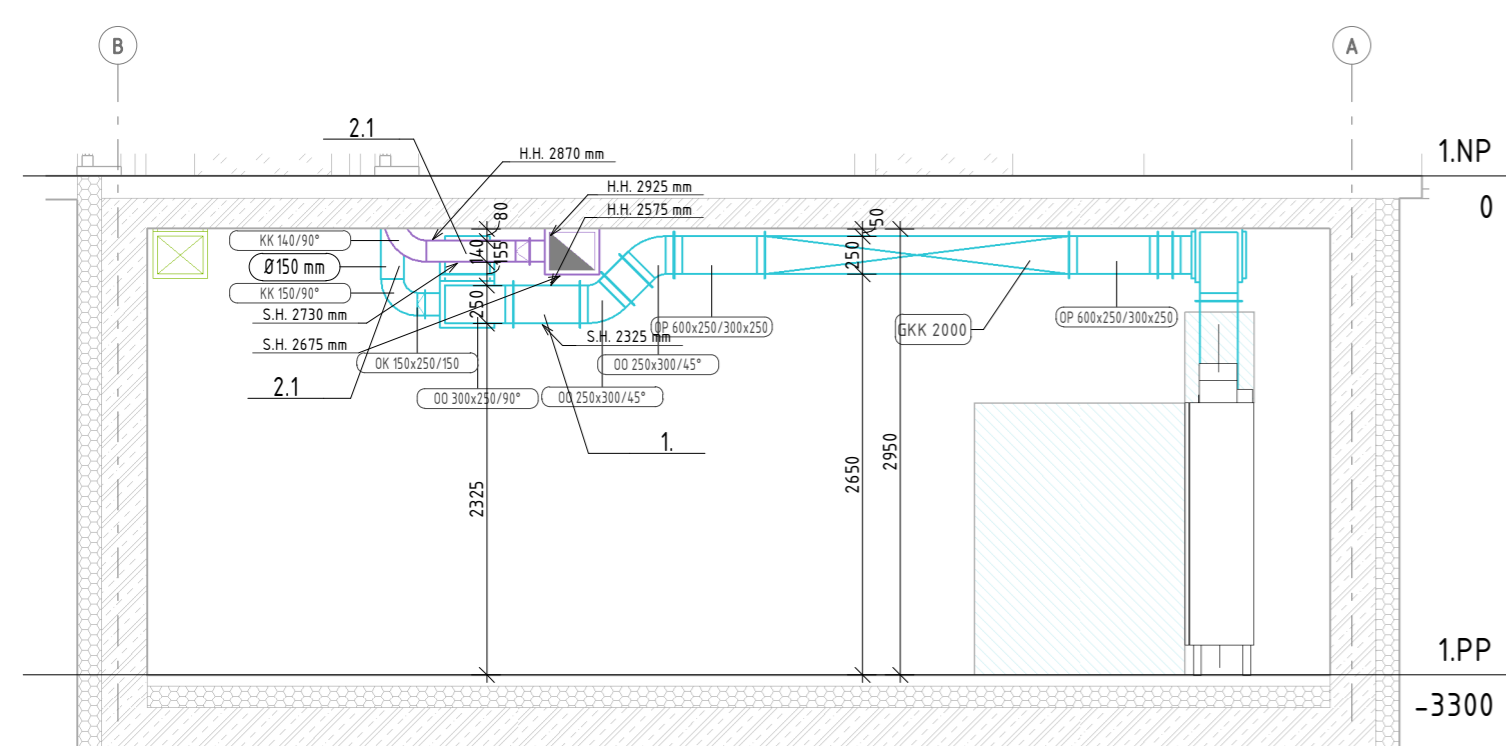 B
A
2.1
H.H. 2870 mm
1.NP
H.H. 2925 mm
H.H. 2575 mm
0
80
50
KK 140/90°
140
155
250
Ø150 mm
KK 150/90°
250
S.H. 2730 mm
OP 600x250/300x250
OP 600x250/300x250
GKK 2000
S.H. 2675 mm
S.H. 2325 mm
OK 150x250/150
OO 250x300/45°
2.1
OO 300x250/90°
OO 250x300/45°
1.
2325
2650
2950
1.PP
-3300